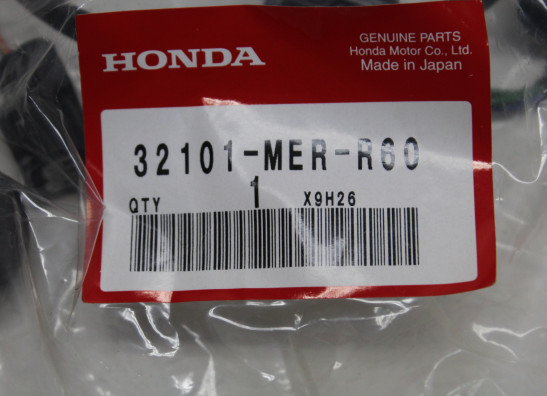 HONDA
GENUINE PARTS
Honda Motor Co., Ltd.
Made in Japan
32101-MER-R60
QTY 1 X9H26